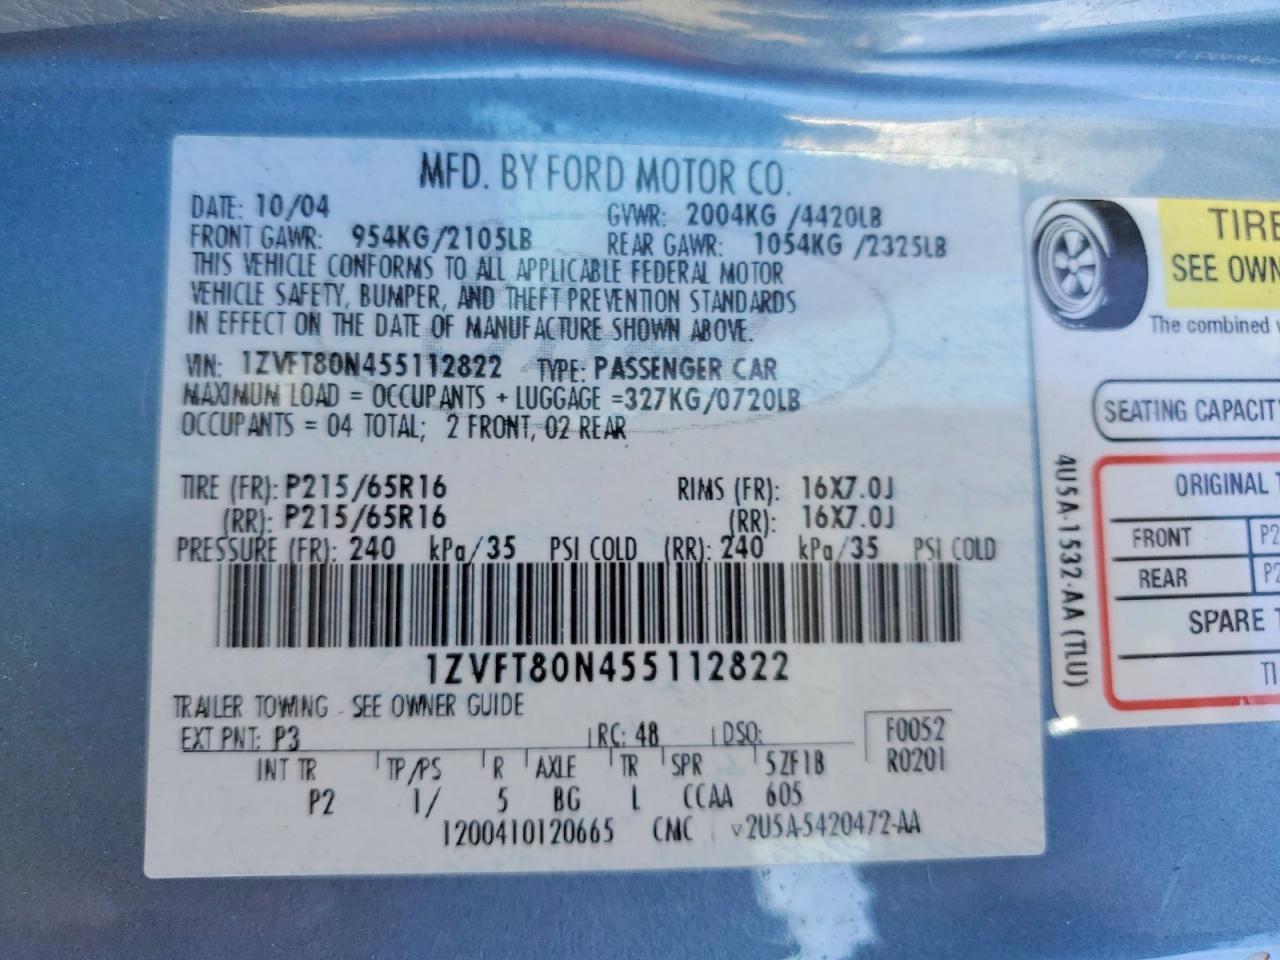 MFD. BY FORD MOTOR CO.
DATE: 10/04 GVWR: 2004KG /4420LB
FRONT GAWR: 954KG/2105LB REAR GAWR: 1054KG /2325LB
THIS VEHICLE CONFORMS TO ALL APPLICABLE FEDERAL MOTOR
VEHICLE SAFETY, BUMPER, AND THEFT PREVENTION STANDARDS
IN EFFECT ON THE DATE OF MANUFACTURE SHOWN ABOVE.
VIN: 1ZVFT80N455112822 TYPE: PASSENGER CAR
MAXIMUM LOAD = OCCUPANTS + LUGGAGE =327KG/0720LB
OCCUPANTS = 04 TOTAL; 2 FRONT, 02 REAR
TIRE (FR): P215/65R16 RIMS (FR): 16X7.0J
(RR): P215/65R16 (RR): 16X7.0J
PRESSURE (FR): 240 kPa/35 PSI COLD (RR): 240 kPa/35 PSI COLD
1ZVFT80N455112822
TRAILER TOWING - SEE OWNER GUIDE
EXT PNT: P3 RC: 48 DSO: F0052
R0201
INT TR TP/PS R AXLE TR SPR 5ZF1B
P2 1/ 5 BG L CCAA 605
1200410120665 CMC v2U5A-5420472-AA
TIRE
SEE OWN
The combined
SEATING CAPACIT
4U5A-1532-AA (TLU)
ORIGINAL T
FRONT P2
REAR P2
SPARE T
TI